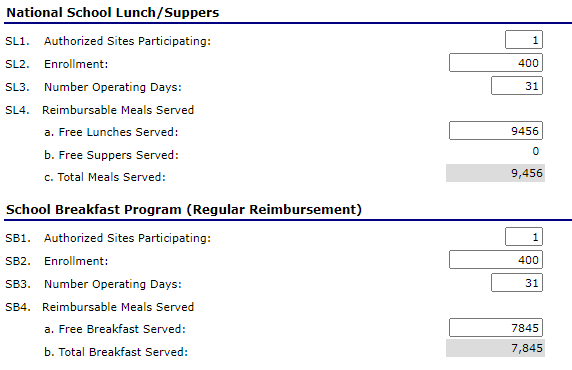 National School Lunch/Suppers
SL1. Authorized Sites Participating: 1
SL2. Enrollment: 400
SL3. Number Operating Days: 31
SL4. Reimbursable Meals Served
a. Free Lunches Served: 9456
b. Free Suppers Served: 0
c. Total Meals Served: 9,456
School Breakfast Program (Regular Reimbursement)
SB1. Authorized Sites Participating: 1
SB2. Enrollment: 400
SB3. Number Operating Days: 31
SB4. Reimbursable Meals Served
a. Free Breakfast Served: 7845
b. Total Breakfast Served: 7,845